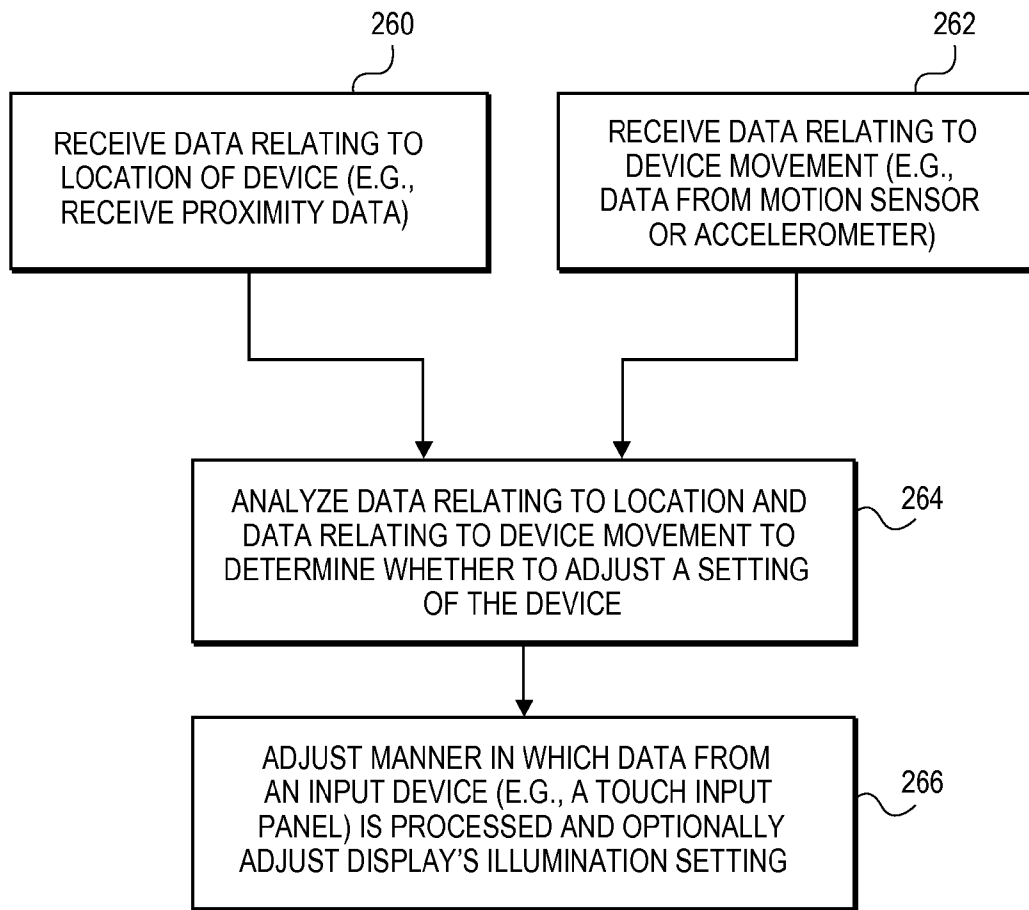 260
262
RECEIVE DATA RELATING TO
LOCATION OF DEVICE (E.G.,
RECEIVE PROXIMITY DATA)
RECEIVE DATA RELATING TO
DEVICE MOVEMENT (E.G.,
DATA FROM MOTION SENSOR
OR ACCELEROMETER)
ANALYZE DATA RELATING TO LOCATION AND
DATA RELATING TO DEVICE MOVEMENT TO
DETERMINE WHETHER TO ADJUST A SETTING
OF THE DEVICE
264
ADJUST MANNER IN WHICH DATA FROM
AN INPUT DEVICE (E.G., A TOUCH INPUT
PANEL) IS PROCESSED AND OPTIONALLY
ADJUST DISPLAY'S ILLUMINATION SETTING
266